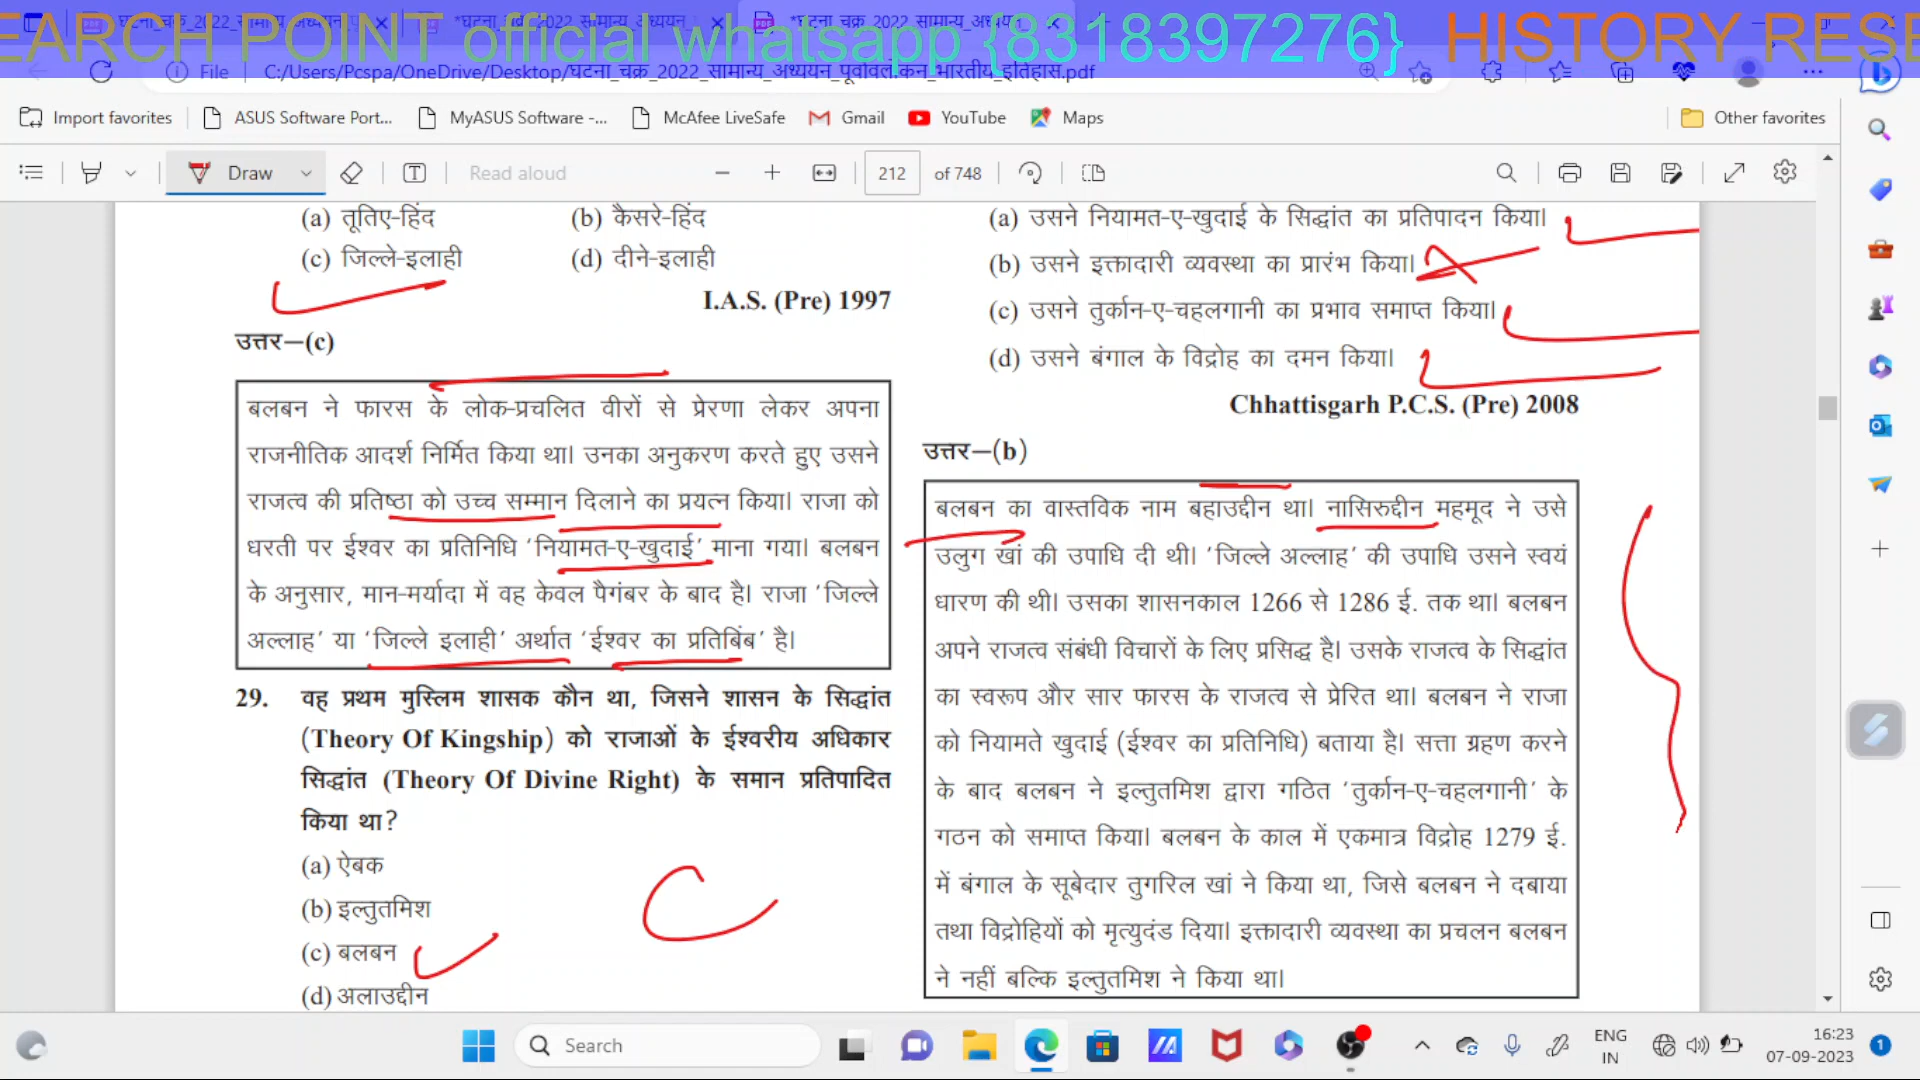 EARCH POINT official whatsapp {8318397276} HISTORY RESE
File C:/Users/Pcspa/OneDrive/Desktop/घटना_चक्र_2022_सामान्य_अध्ययन_पूर्वावलोकन_भारतीय_इतिहास.pdf
Import favorites ASUS Software Port... MyASUS Software -... McAfee LiveSafe Gmail YouTube Maps Other favorites
Draw Read aloud 212 of 748
(a) तूतिए-हिंद (b) कैसरे-हिंद
(c) जिल्ले-इलाही (d) दीने-इलाही
I.A.S. (Pre) 1997
उत्तर—(c)
बलबन ने फारस के लोक-प्रचलित वीरों से प्रेरणा लेकर अपना
राजनीतिक आदर्श निर्मित किया था। उनका अनुकरण करते हुए उसने
राजत्व की प्रतिष्ठा को उच्च सम्मान दिलाने का प्रयत्न किया। राजा को
धरती पर ईश्वर का प्रतिनिधि ‘नियामत-ए-खुदाई’ माना गया। बलबन
के अनुसार, मान-मर्यादा में वह केवल पैगंबर के बाद है। राजा ‘जिल्ले
अल्लाह’ या ‘जिल्ले इलाही’ अर्थात ‘ईश्वर का प्रतिबिंब’ है।
29. वह प्रथम मुस्लिम शासक कौन था, जिसने शासन के सिद्धांत
(Theory Of Kingship) को राजाओं के ईश्वरीय अधिकार
सिद्धांत (Theory Of Divine Right) के समान प्रतिपादित
किया था?
(a) ऐबक
(b) इल्तुतमिश
(c) बलबन
(d) अलाउद्दीन
(a) उसने नियामत-ए-खुदाई के सिद्धांत का प्रतिपादन किया।
(b) उसने इक्तादारी व्यवस्था का प्रारंभ किया।
(c) उसने तुर्कान-ए-चहलगानी का प्रभाव समाप्त किया।
(d) उसने बंगाल के विद्रोह का दमन किया।
Chhattisgarh P.C.S. (Pre) 2008
उत्तर—(b)
बलबन का वास्तविक नाम बहाउद्दीन था। नासिरुद्दीन महमूद ने उसे
उलुग खां की उपाधि दी थी। ‘जिल्ले अल्लाह’ की उपाधि उसने स्वयं
धारण की थी। उसका शासनकाल 1266 से 1286 ई. तक था। बलबन
अपने राजत्व संबंधी विचारों के लिए प्रसिद्ध है। उसके राजत्व के सिद्धांत
का स्वरूप और सार फारस के राजत्व से प्रेरित था। बलबन ने राजा
को नियामते खुदाई (ईश्वर का प्रतिनिधि) बताया है। सत्ता ग्रहण करने
के बाद बलबन ने इल्तुतमिश द्वारा गठित ‘तुर्कान-ए-चहलगानी’ के
गठन को समाप्त किया। बलबन के काल में एकमात्र विद्रोह 1279 ई.
में बंगाल के सूबेदार तुगरिल खां ने किया था, जिसे बलबन ने दबाया
तथा विद्रोहियों को मृत्युदंड दिया। इक्तादारी व्यवस्था का प्रचलन बलबन
ने नहीं बल्कि इल्तुतमिश ने किया था।
Search ENG IN 16:23 07-09-2023 1